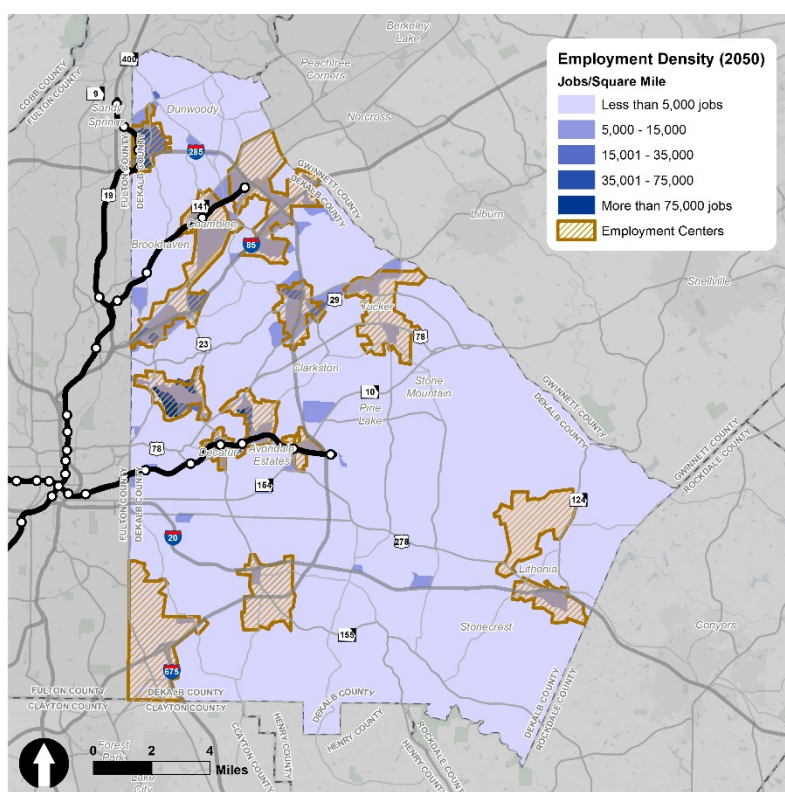 Employment Density (2050)
Jobs/Square Mile
Less than 5,000 jobs
5,000 - 15,000
15,001 - 35,000
35,001 - 75,000
More than 75,000 jobs
Employment Centers
Berkeley
Lake
Peachtree
Corners
400
COBB COUNTY
FULTON COUNTY
9
Sandy
Springs
Dunwoody
Norcross
285
FULTON COUNTY
DEKALB COUNTY
GWINNETT COUNTY
DEKALB COUNTY
19
141
Chamblee
Lilburn
Brookhaven
85
Snellville
29
Tucker
23
78
Clarkston
Stone
Mountain
10
Pine
Lake
GWINNETT COUNTY
DEKALB COUNTY
78
Decatur
Avondale
Estates
GWINNETT COUNTY
ROCKDALE COUNTY
154
124
FULTON COUNTY
DEKALB COUNTY
20
278
Lithonia
Stonecrest
Conyers
155
675
FULTON COUNTY
CLAYTON COUNTY
DEKALB COUNTY
CLAYTON COUNTY
DEKALB COUNTY
HENRY COUNTY
DEKALB COUNTY
ROCKDALE COUNTY
CLAYTON COUNTY
HENRY COUNTY
ROCKDALE COUNTY
HENRY COUNTY
Forest
Park
Lake
City
0 2 4
Miles